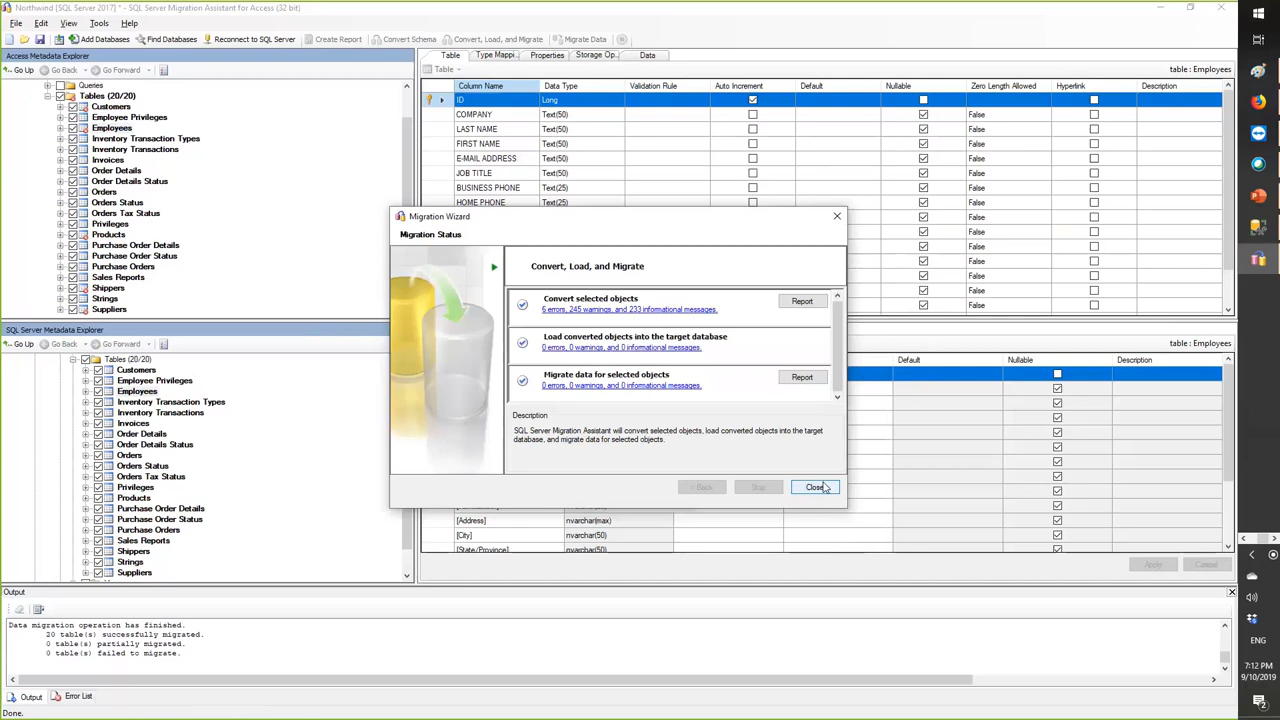 Northwind [SQL Server 2017] * - SQL Server Migration Assistant for Access (32 bit)
File Edit View Tools Help
Add Databases Find Databases Reconnect to SQL Server Create Report Convert Schema Convert, Load, and Migrate Migrate Data
Access Metadata Explorer
Go Up Go Back Go Forward
Queries
Tables (20/20)
Customers
Employee Privileges
Employees
Inventory Transaction Types
Inventory Transactions
Invoices
Order Details
Order Details Status
Orders
Orders Status
Orders Tax Status
Privileges
Products
Purchase Order Details
Purchase Order Status
Purchase Orders
Sales Reports
Shippers
Strings
Suppliers
Table Type Mappi... Properties Storage Op... Data
Table table : Employees
Column Name Data Type Validation Rule Auto Increment Default Nullable Zero Length Allowed Hyperlink Description
ID Long
COMPANY Text(50) False
LAST NAME Text(50) False
FIRST NAME Text(50) False
E-MAIL ADDRESS Text(50) False
JOB TITLE Text(50) False
BUSINESS PHONE Text(25) False
HOME PHONE Text(25) False
False
False
False
False
False
False
False
Migration Wizard
Migration Status
Convert, Load, and Migrate
Convert selected objects Report
6 errors, 245 warnings, and 233 informational messages.
Load converted objects into the target database
0 errors, 0 warnings, and 0 informational messages.
Migrate data for selected objects Report
0 errors, 0 warnings, and 0 informational messages.
Description
SQL Server Migration Assistant will convert selected objects, load converted objects into the target
database, and migrate data for selected objects.
< Back Stop Close
SQL Server Metadata Explorer
Go Up Go Back Go Forward
Tables (20/20)
Customers
Employee Privileges
Employees
Inventory Transaction Types
Inventory Transactions
Invoices
Order Details
Order Details Status
Orders
Orders Status
Orders Tax Status
Privileges
Products
Purchase Order Details
Purchase Order Status
Purchase Orders
Sales Reports
Shippers
Strings
Suppliers
table : Employees
Default Nullable Description
[Address] nvarchar(max)
[City] nvarchar(50)
[State/Province] nvarchar(50)
Apply Cancel
Output
Data migration operation has finished.
20 table(s) successfully migrated.
0 table(s) partially migrated.
0 table(s) failed to migrate.
Output Error List
Done.
ENG
7:12 PM
9/10/2019
2